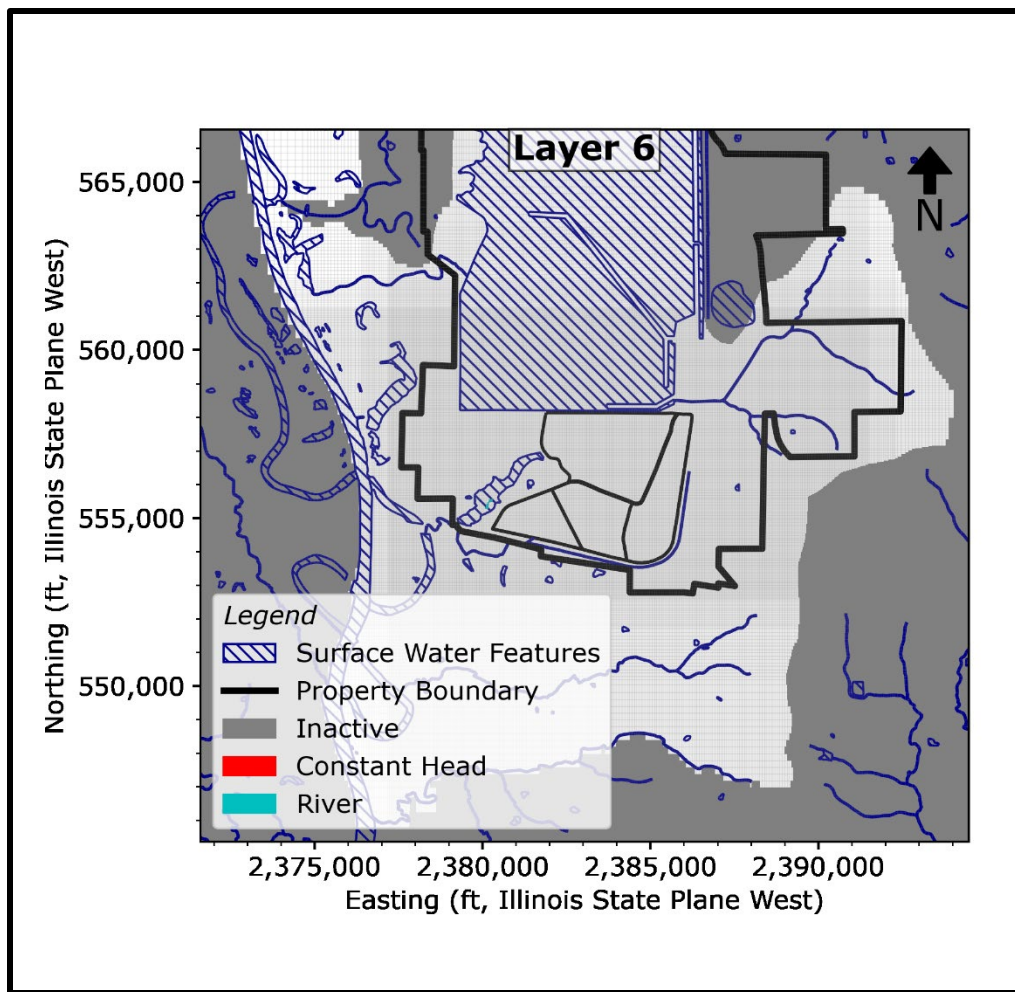 Layer 6
N
565,000
560,000
555,000
550,000
Northing (ft, Illinois State Plane West)
Legend
Surface Water Features
Property Boundary
Inactive
Constant Head
River
2,375,000
2,380,000
2,385,000
2,390,000
Easting (ft, Illinois State Plane West)